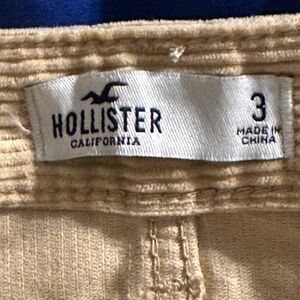 HOLLISTER
CALIFORNIA
3
MADE IN
CHINA